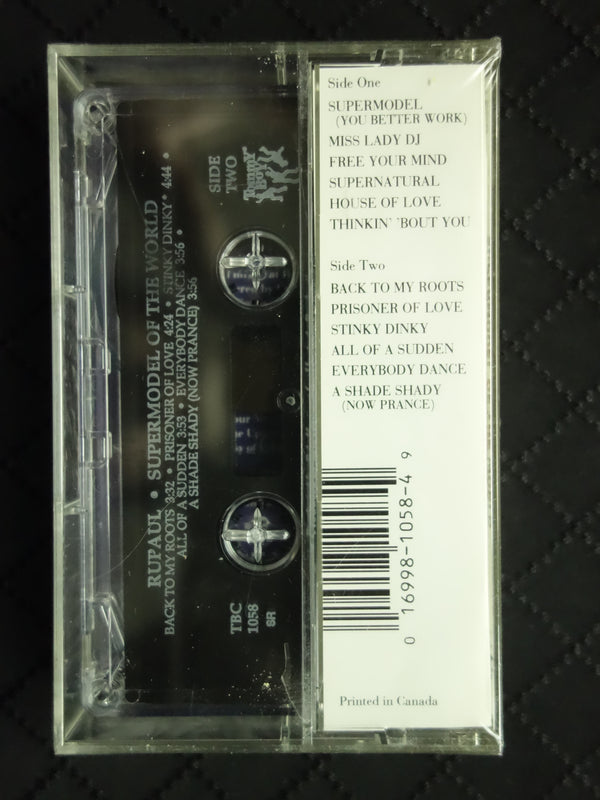 Side One
SUPERMODEL
(YOU BETTER WORK)
MISS LADY DJ
FREE YOUR MIND
SUPERNATURAL
HOUSE OF LOVE
THINKIN' 'BOUT YOU
Side Two
BACK TO MY ROOTS
PRISONER OF LOVE
STINKY DINKY
ALL OF A SUDDEN
EVERYBODY DANCE
A SHADE SHADY
(NOW PRANCE)
0 16998-1058-4 9
Printed in Canada
SIDE
TWO
Tommy
Boy
RUPAUL • SUPERMODEL OF THE WORLD
BACK TO MY ROOTS 3:32 • PRISONER OF LOVE 4:24 • STINKY DINKY 4:44 •
ALL OF A SUDDEN 3:53 • EVERYBODY DANCE 3:56 •
A SHADE SHADY (NOW PRANCE) 3:56
TBC
1058
SR